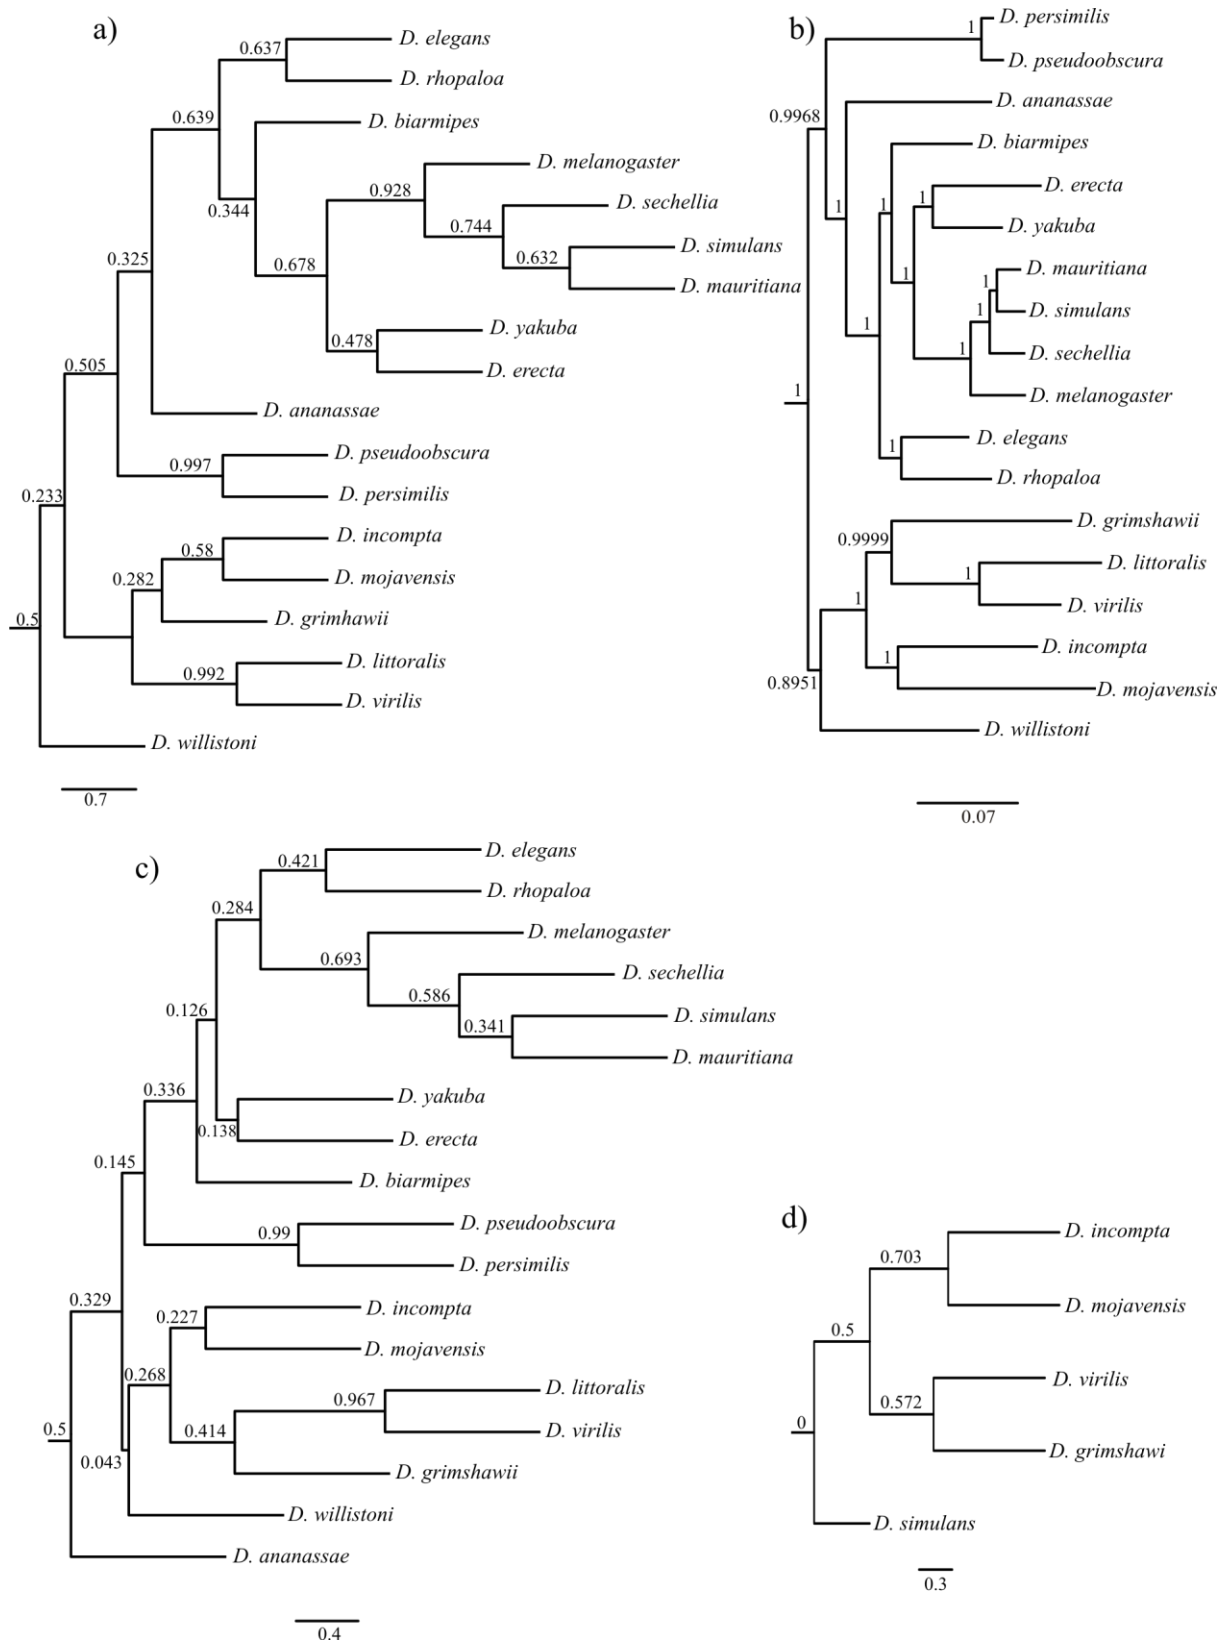 a)
0.637
D. elegans
D. rhopaloa
0.639
D. biarmipes
0.344
D. melanogaster
0.928
D. sechellia
0.744
D. simulans
0.632
D. mauritiana
0.678
0.325
D. yakuba
0.478
D. erecta
0.505
D. ananassae
D. pseudoobscura
0.997
D. persimilis
0.233
D. incompta
0.58
D. mojavensis
0.282
D. grimhawii
0.5
D. littoralis
0.992
D. virilis
D. willistoni
0.7
b)
D. persimilis
1
D. pseudoobscura
D. ananassae
0.9968
D. biarmipes
D. erecta
1
1
1
D. yakuba
D. mauritiana
1
1
D. simulans
1
1
D. sechellia
1
D. melanogaster
1
D. elegans
1
D. rhopaloa
D. grimshawii
0.9999
D. littoralis
1
D. virilis
1
D. incompta
1
D. mojavensis
0.8951
D. willistoni
0.07
c)
0.421
D. elegans
D. rhopaloa
0.284
D. melanogaster
0.693
D. sechellia
0.586
D. simulans
0.341
D. mauritiana
0.126
0.336
D. yakuba
0.138
D. erecta
0.145
D. biarmipes
D. pseudoobscura
0.99
D. persimilis
0.329
D. incompta
0.227
D. mojavensis
0.268
D. littoralis
0.967
D. virilis
0.414
D. grimshawii
0.5
0.043
D. willistoni
D. ananassae
0.4
d)
D. incompta
0.703
D. mojavensis
0.5
D. virilis
0.572
D. grimshawi
0
D. simulans
0.3